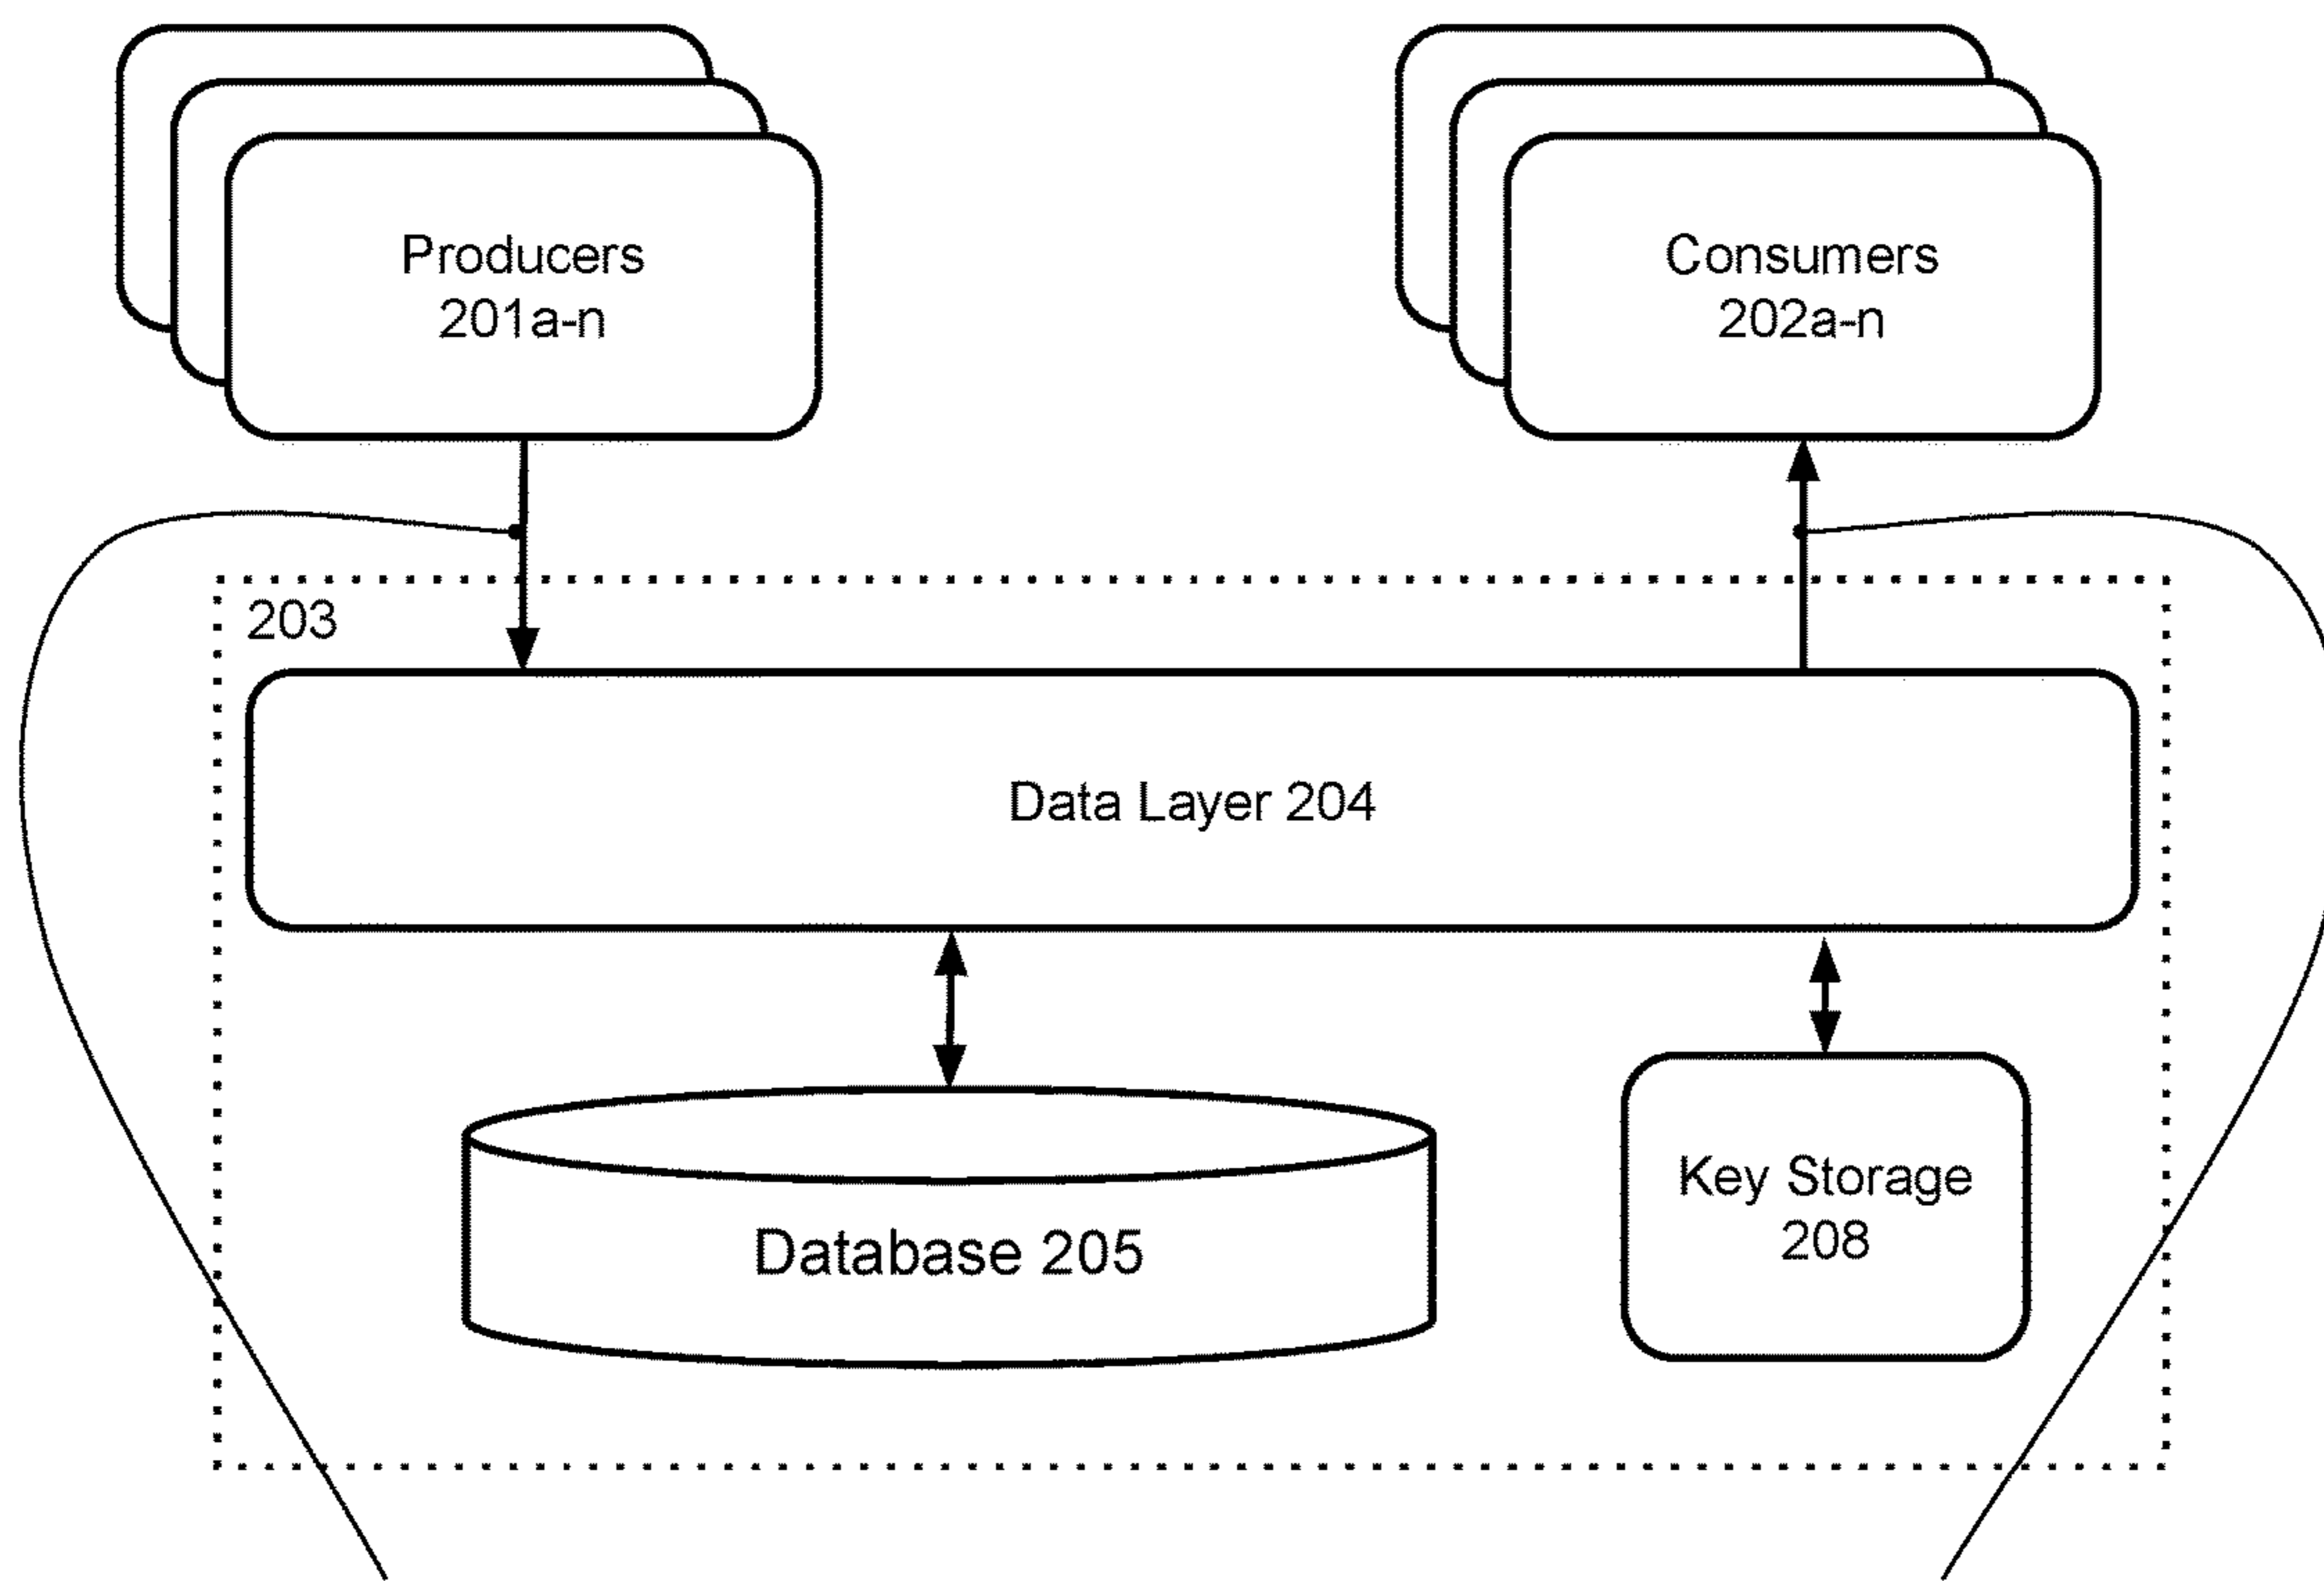 Producers
201a-n
Consumers
202a-n
203
Data Layer 204
Database 205
Key Storage
208